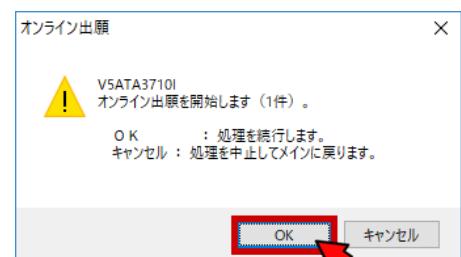 オンライン出願
V5ATA3710I
オンライン出願を開始します（1件）。
ＯＫ　　　　：処理を続行します。
キャンセル：処理を中止してメインに戻ります。
OK キャンセル